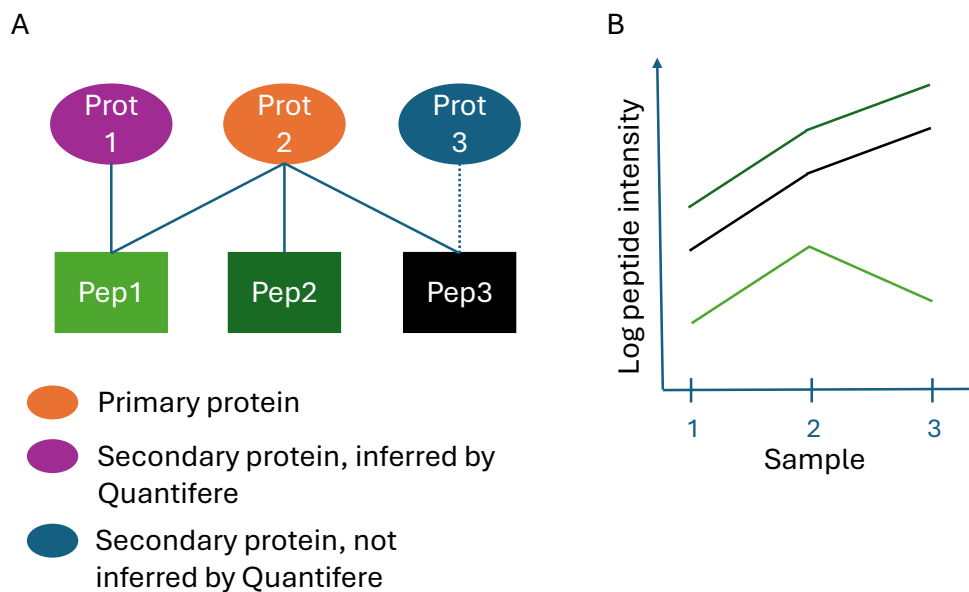 A
Prot
1
Prot
2
Prot
3
Pep1
Pep2
Pep3
Primary protein
Secondary protein, inferred by
Quantifere
Secondary protein, not
inferred by Quantifere
B
Log peptide intensity
1
2
3
Sample